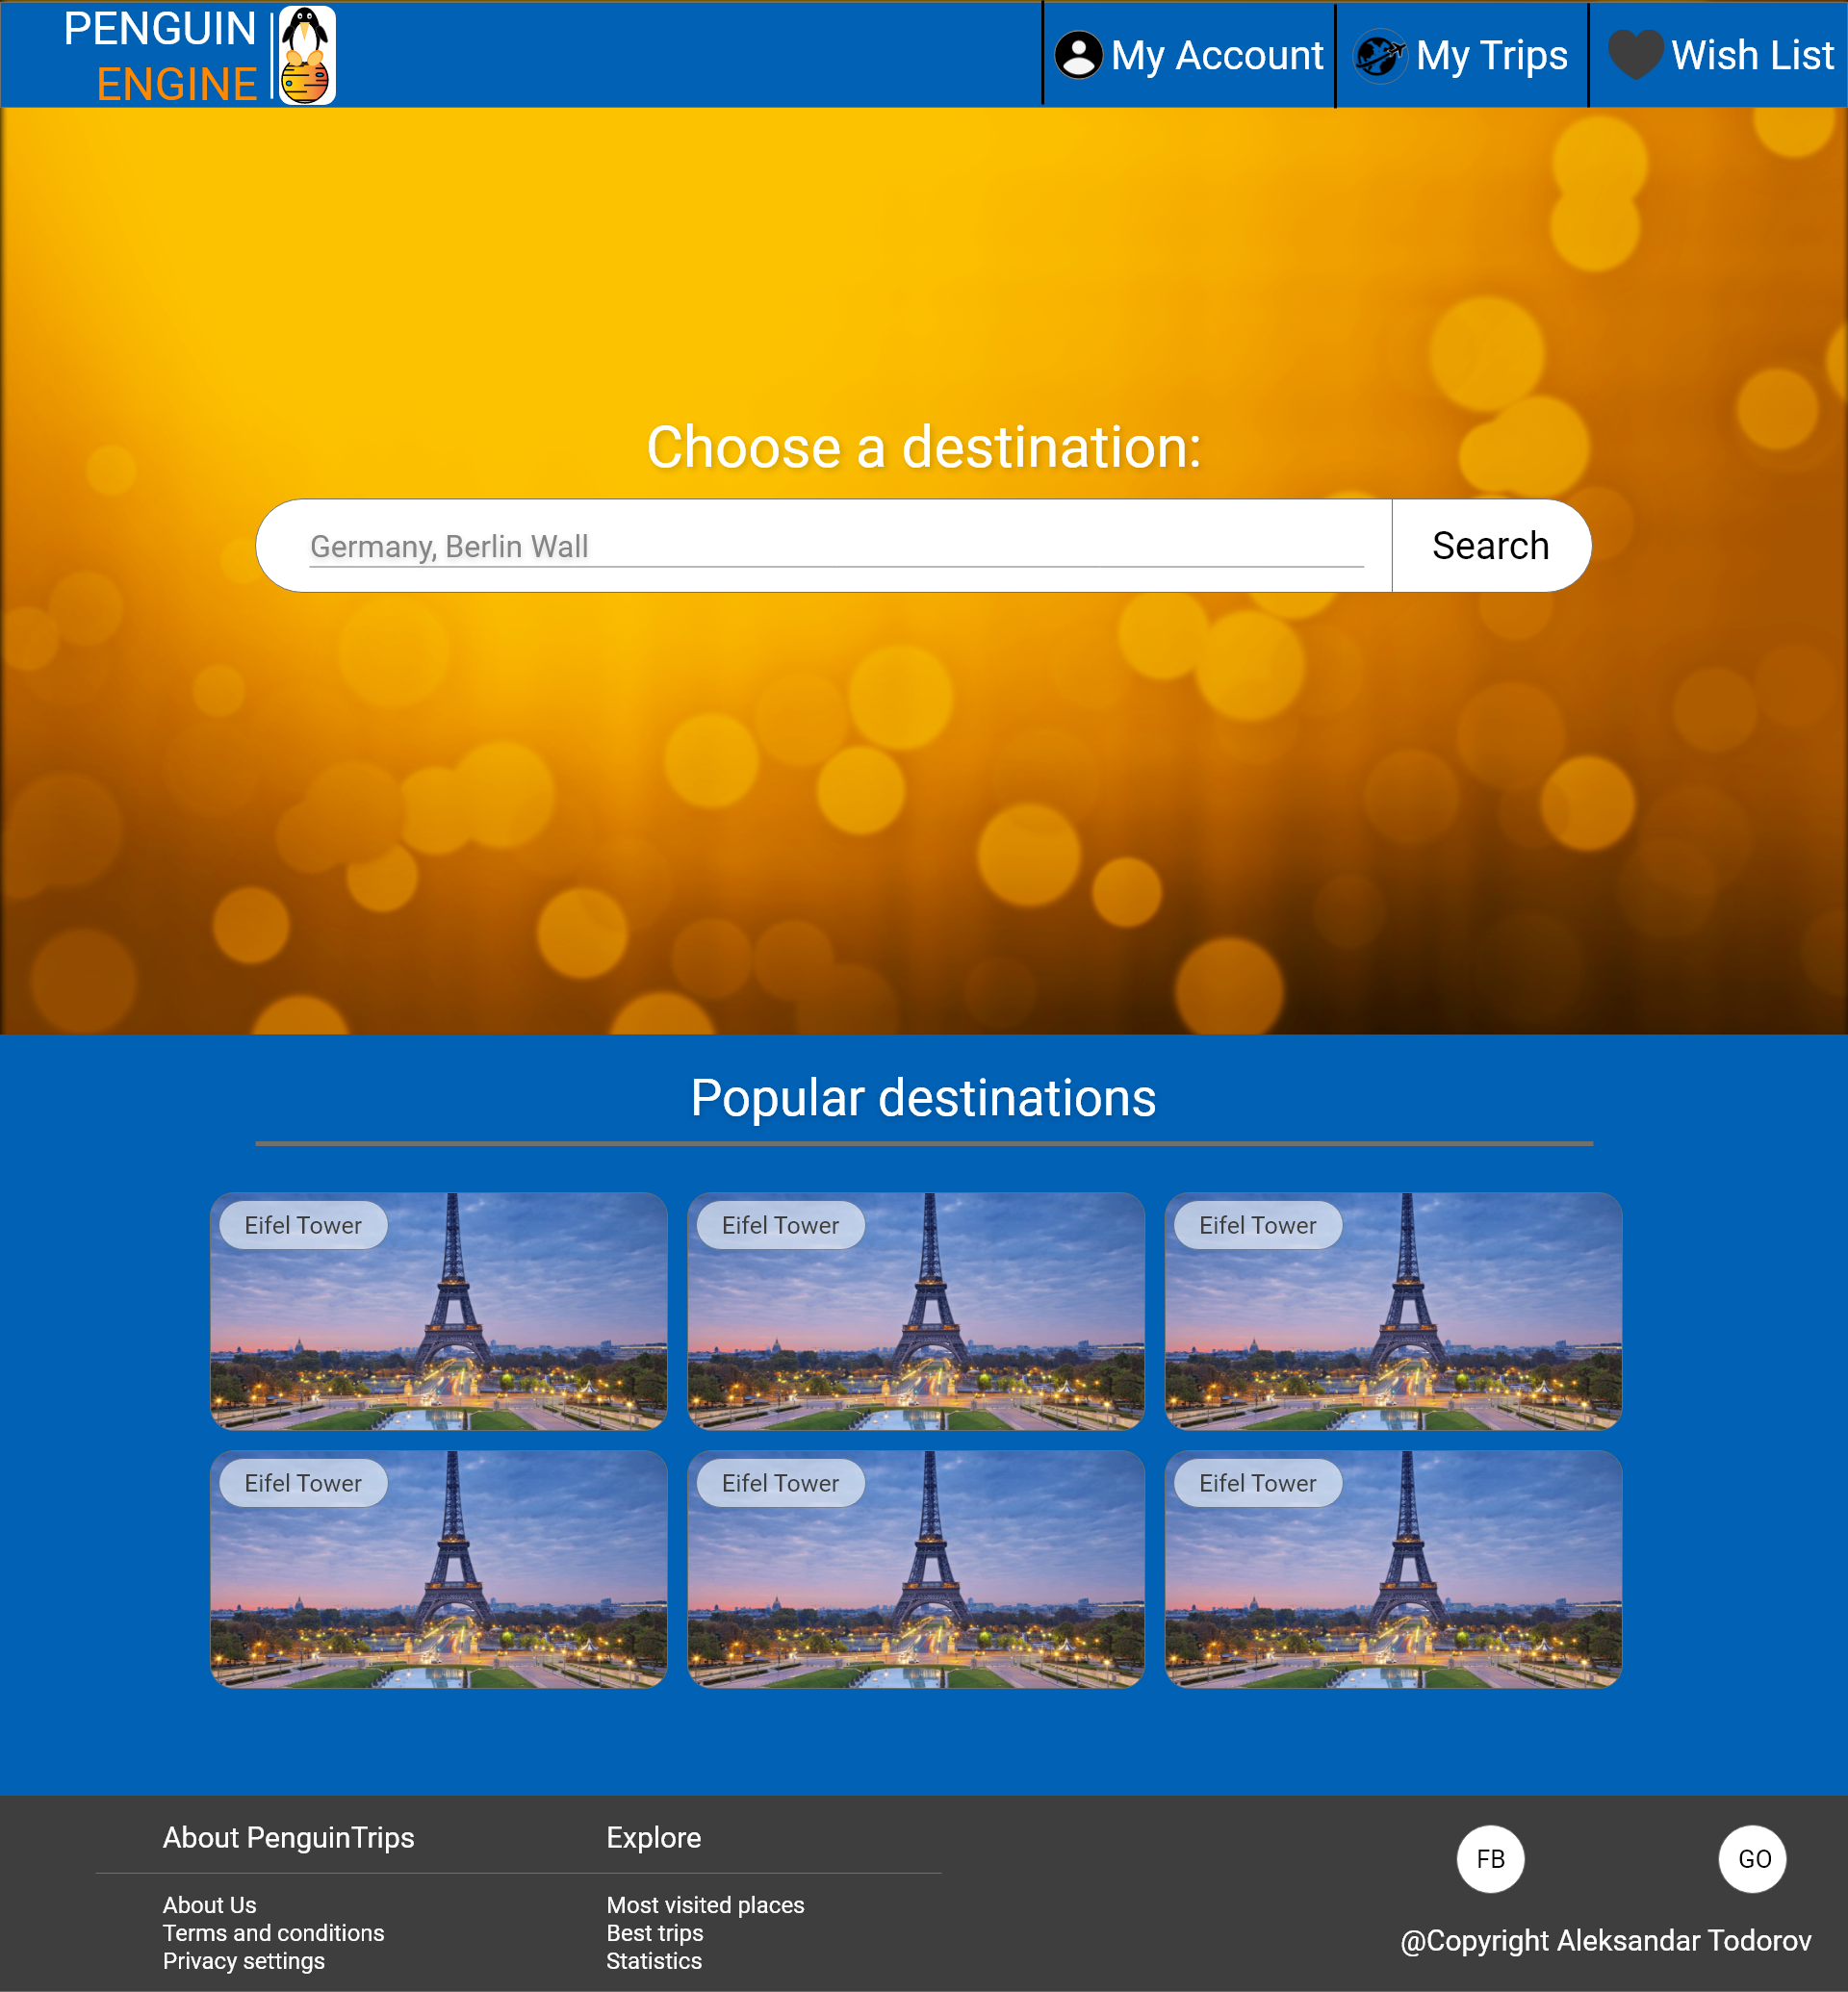 PENGUIN
ENGINE
My Account
My Trips
Wish List
Choose a destination:
Germany, Berlin Wall
Search
Popular destinations
Eifel Tower
Eifel Tower
Eifel Tower
Eifel Tower
Eifel Tower
Eifel Tower
About PenguinTrips
About Us
Terms and conditions
Privacy settings
Explore
Most visited places
Best trips
Statistics
FB
GO
@Copyright Aleksandar Todorov